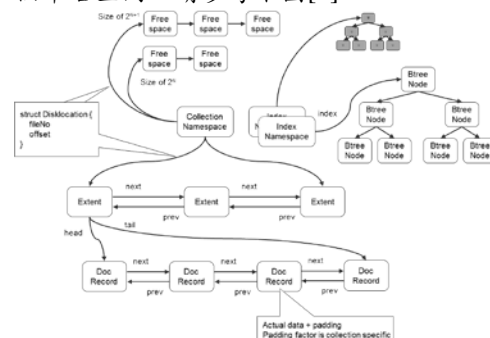 Size of 2ⁿ⁺¹
Free space
Free space
Free space
Free space
Free space
Size of 2ⁿ
struct Disklocation {
fileNo
offset
}
Collection Namespace
Index
Index Namespace
index
Btree Node
Btree Node
Btree Node
Btree Node
Btree Node
Btree Node
Btree Node
next
next
Extent
Extent
Extent
prev
prev
head
tail
next
next
next
Doc Record
Doc Record
Doc Record
Doc Record
prev
prev
prev
Actual data + padding
Padding factor is collection specific